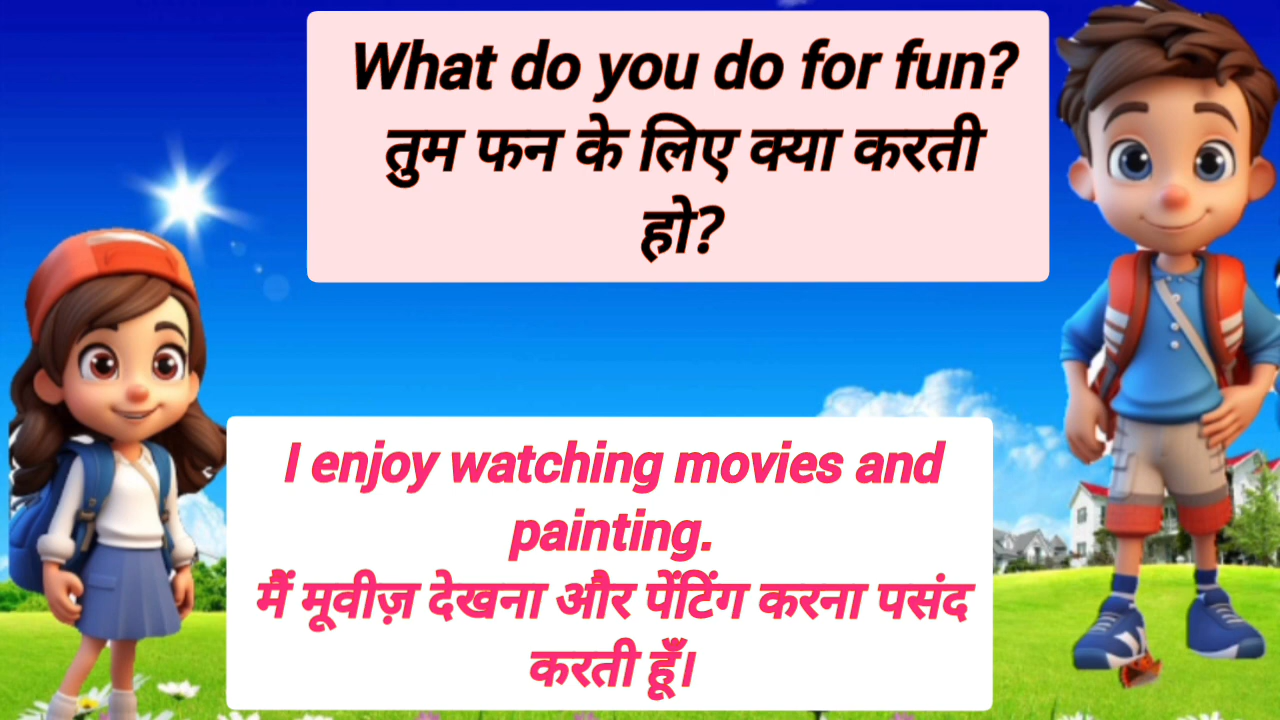 What do you do for fun?
तुम फन के लिए क्या करती
हो?
I enjoy watching movies and
painting.
मैं मूवीज़ देखना और पेंटिंग करना पसंद
करती हूँ।